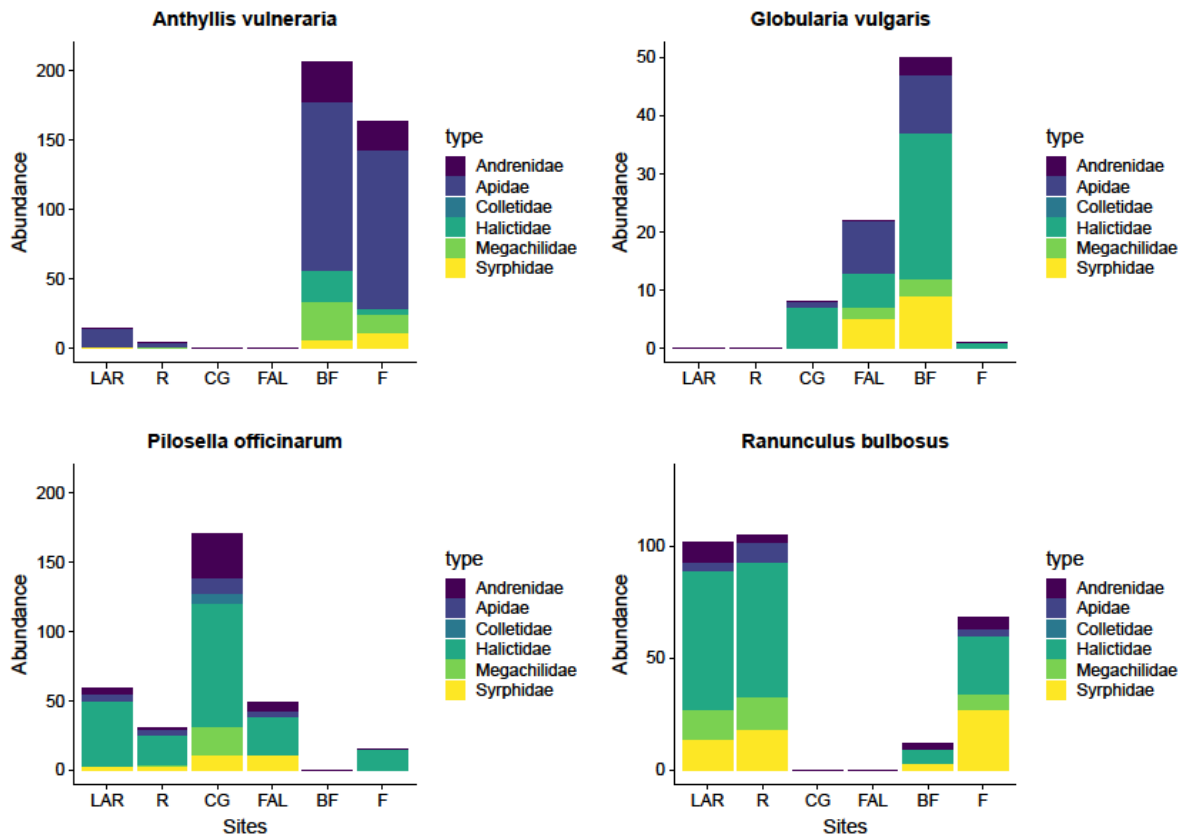 Anthyllis vulneraria
Abundance
200
150
100
50
0
LAR R CG FAL BF F
type
Andrenidae
Apidae
Colletidae
Halictidae
Megachilidae
Syrphidae
Globularia vulgaris
Abundance
50
40
30
20
10
0
LAR R CG FAL BF F
type
Andrenidae
Apidae
Colletidae
Halictidae
Megachilidae
Syrphidae
Pilosella officinarum
Abundance
200
150
100
50
0
LAR R CG FAL BF F
Sites
type
Andrenidae
Apidae
Colletidae
Halictidae
Megachilidae
Syrphidae
Ranunculus bulbosus
Abundance
100
50
0
LAR R CG FAL BF F
Sites
type
Andrenidae
Apidae
Colletidae
Halictidae
Megachilidae
Syrphidae